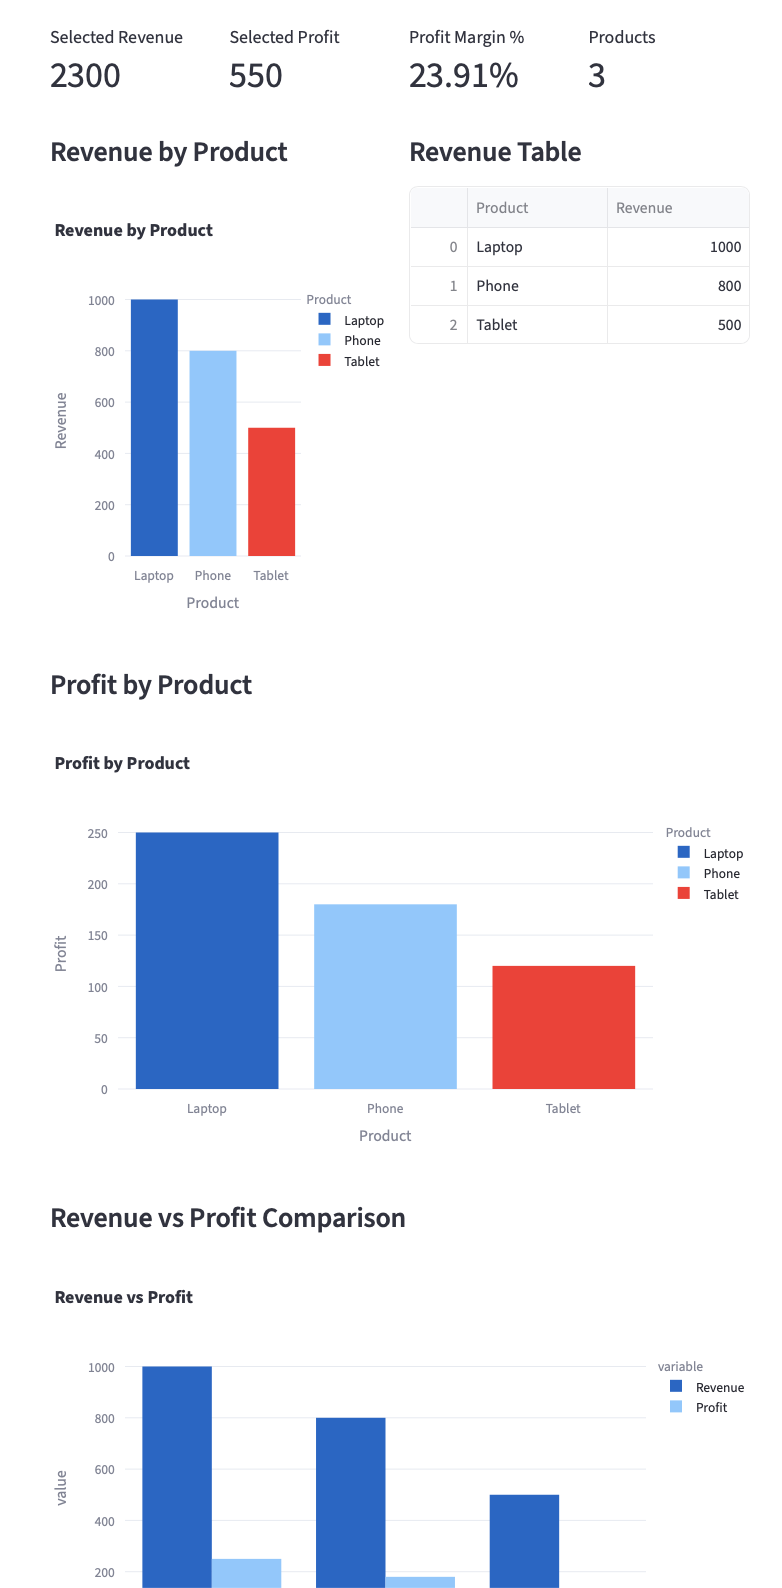 Selected Revenue Selected Profit Profit Margin % Products
2300 550 23.91% 3
Revenue by Product
Revenue by Product
1000
800
600
400
200
0
Revenue
Laptop Phone Tablet
Product
Product
Laptop
Phone
Tablet
Revenue Table
Product Revenue
0 Laptop 1000
1 Phone 800
2 Tablet 500
Profit by Product
Profit by Product
250
200
150
100
50
0
Profit
Laptop Phone Tablet
Product
Product
Laptop
Phone
Tablet
Revenue vs Profit Comparison
Revenue vs Profit
1000
800
600
400
200
value
variable
Revenue
Profit